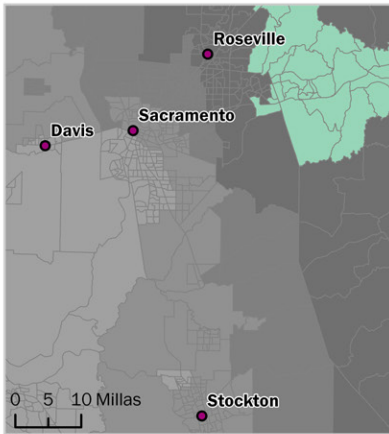 Roseville
Sacramento
Davis
0 5 10 Millas
Stockton